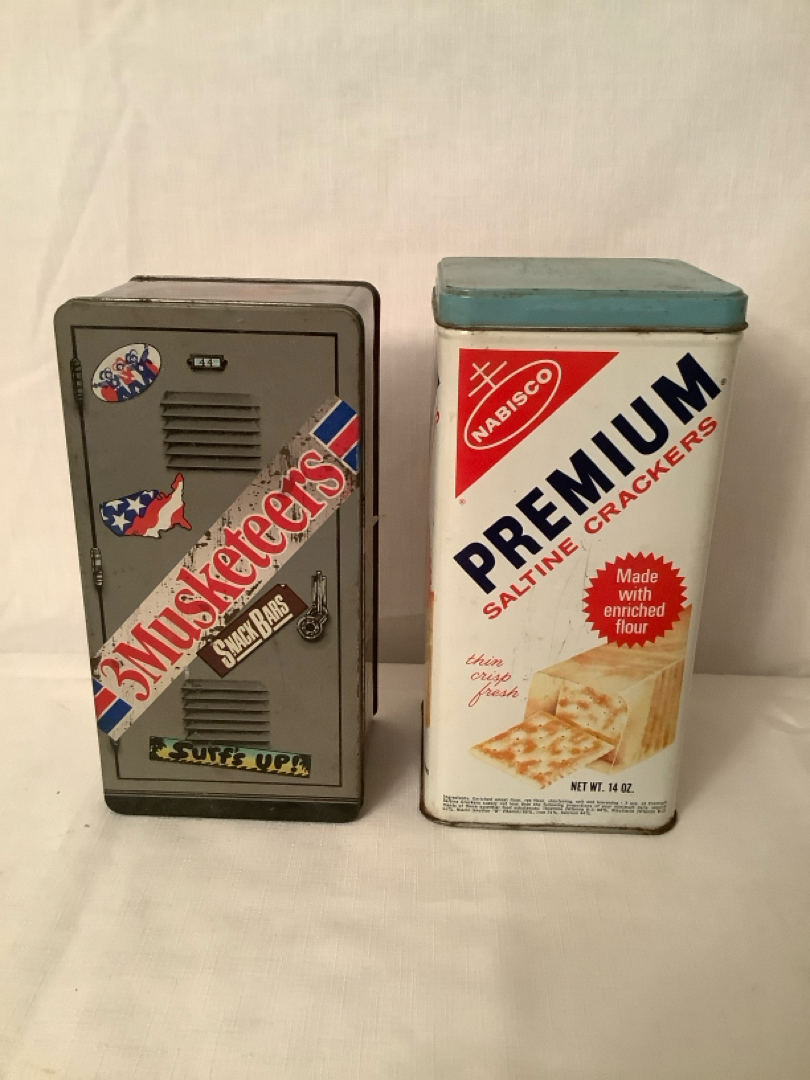 44
3Musketeers
SNACK BARS
SURF'S UP!
NABISCO
PREMIUM
SALTINE CRACKERS
Made
with
enriched
flour
thin
crisp
fresh
NET WT. 14 OZ.